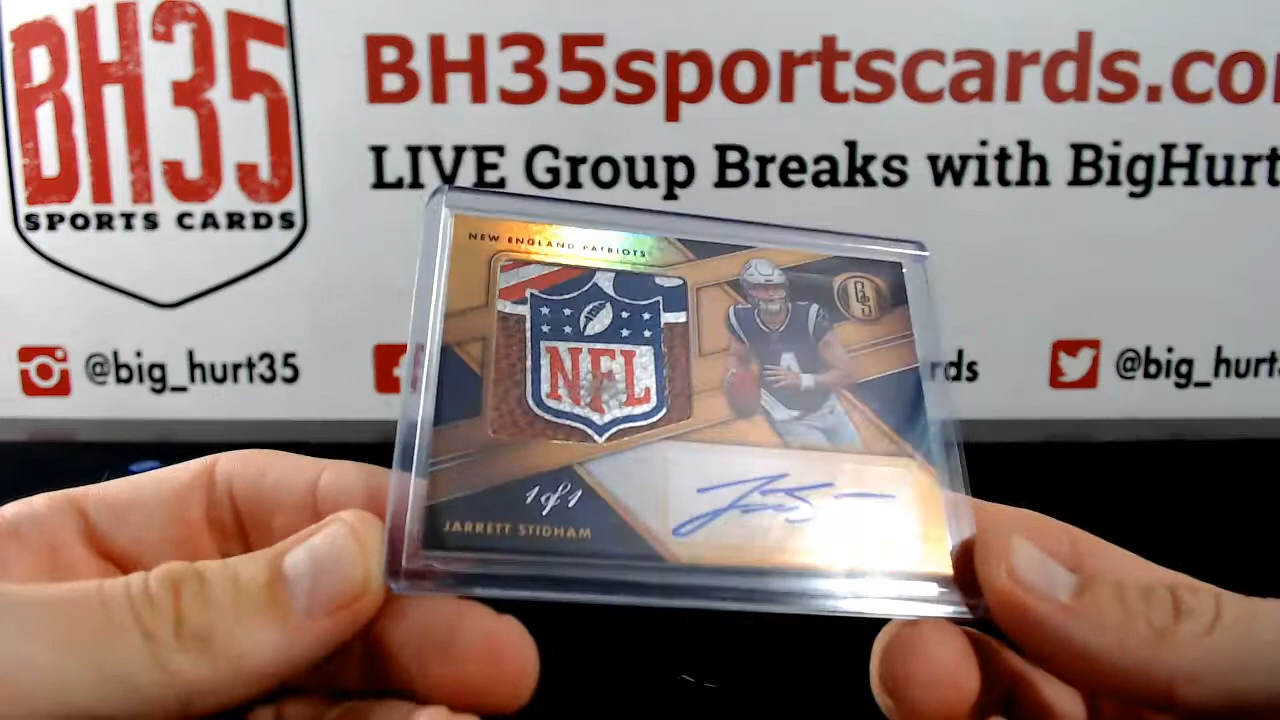 BH35
SPORTS CARDS
BH35sportscards.co
LIVE Group Breaks with BigHurt
@big_hurt35
rds
@big_hurt
NEW ENGLAND PATRIOTS
NFL
4
1 of 1
JARRETT STIDHAM